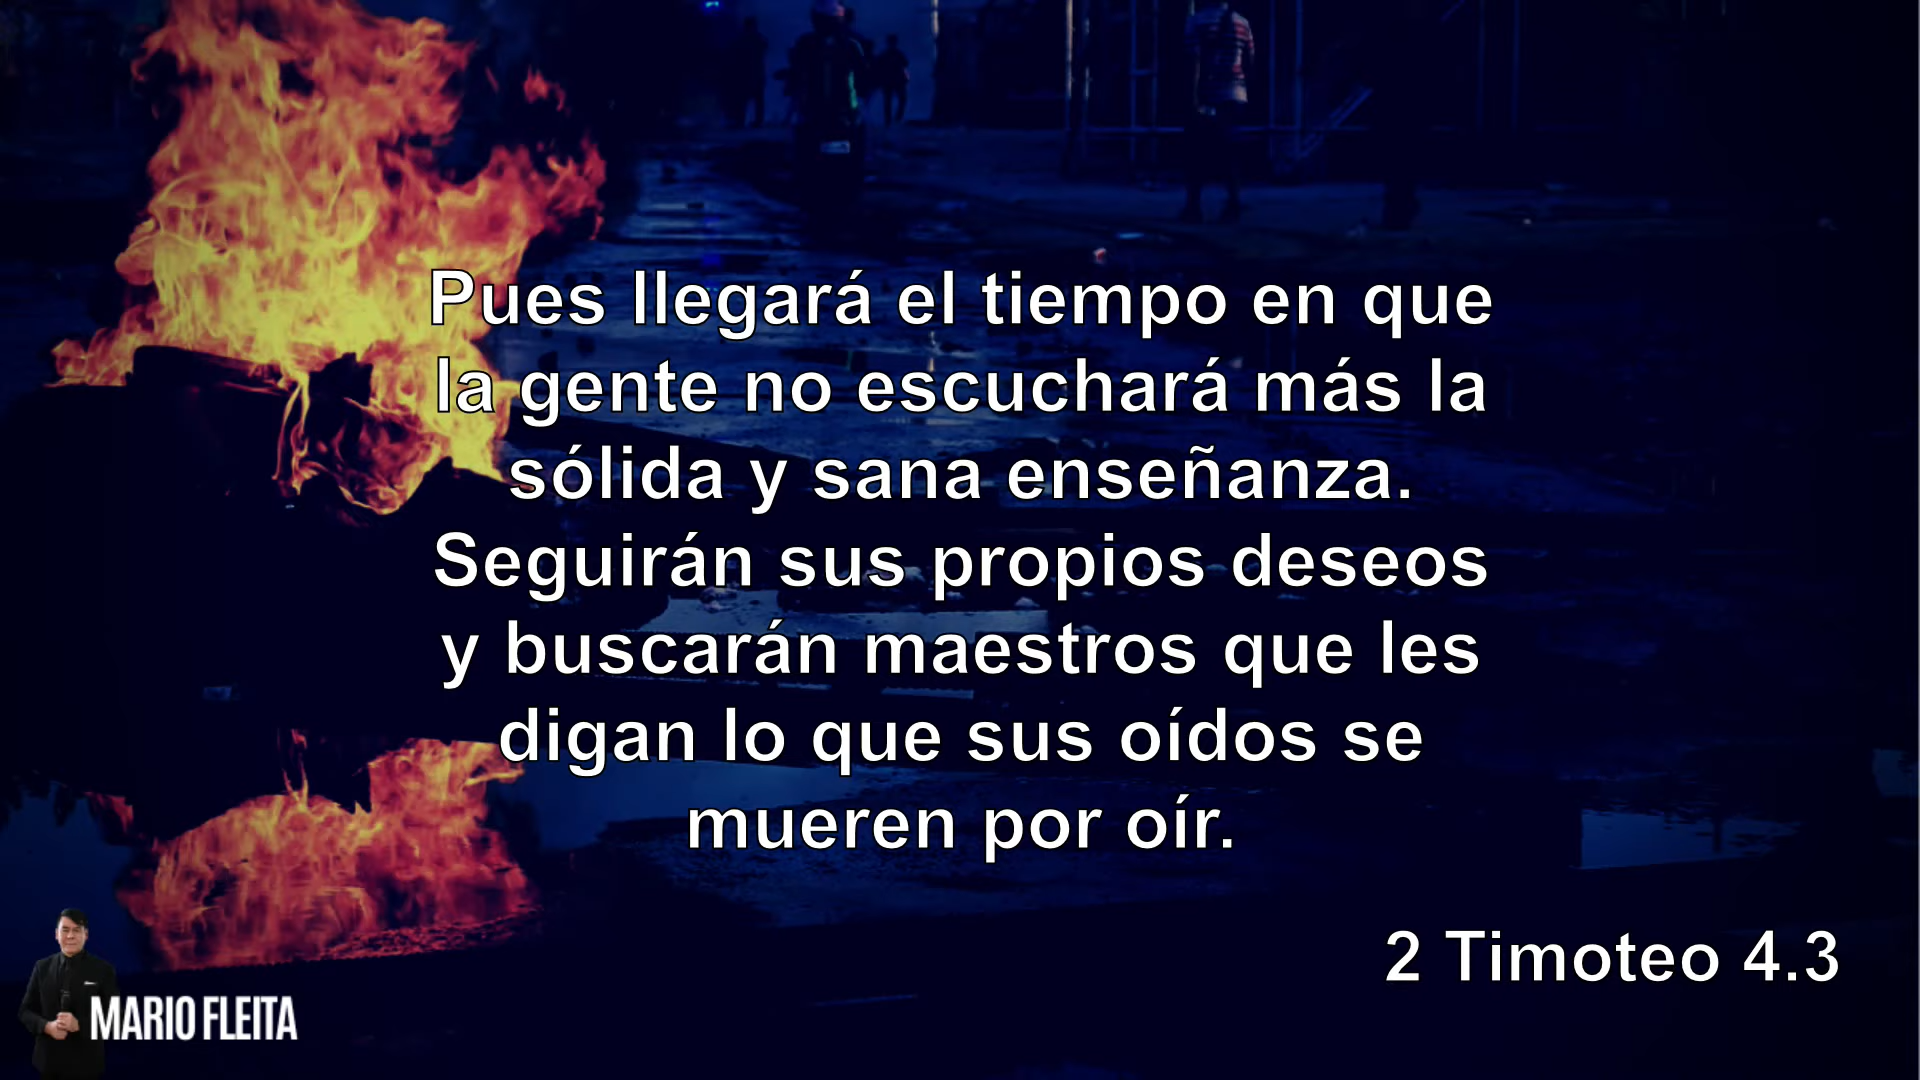 Pues llegará el tiempo en que
la gente no escuchará más la
sólida y sana enseñanza.
Seguirán sus propios deseos
y buscarán maestros que les
digan lo que sus oídos se
mueren por oír.
2 Timoteo 4.3
MARIO FLEITA